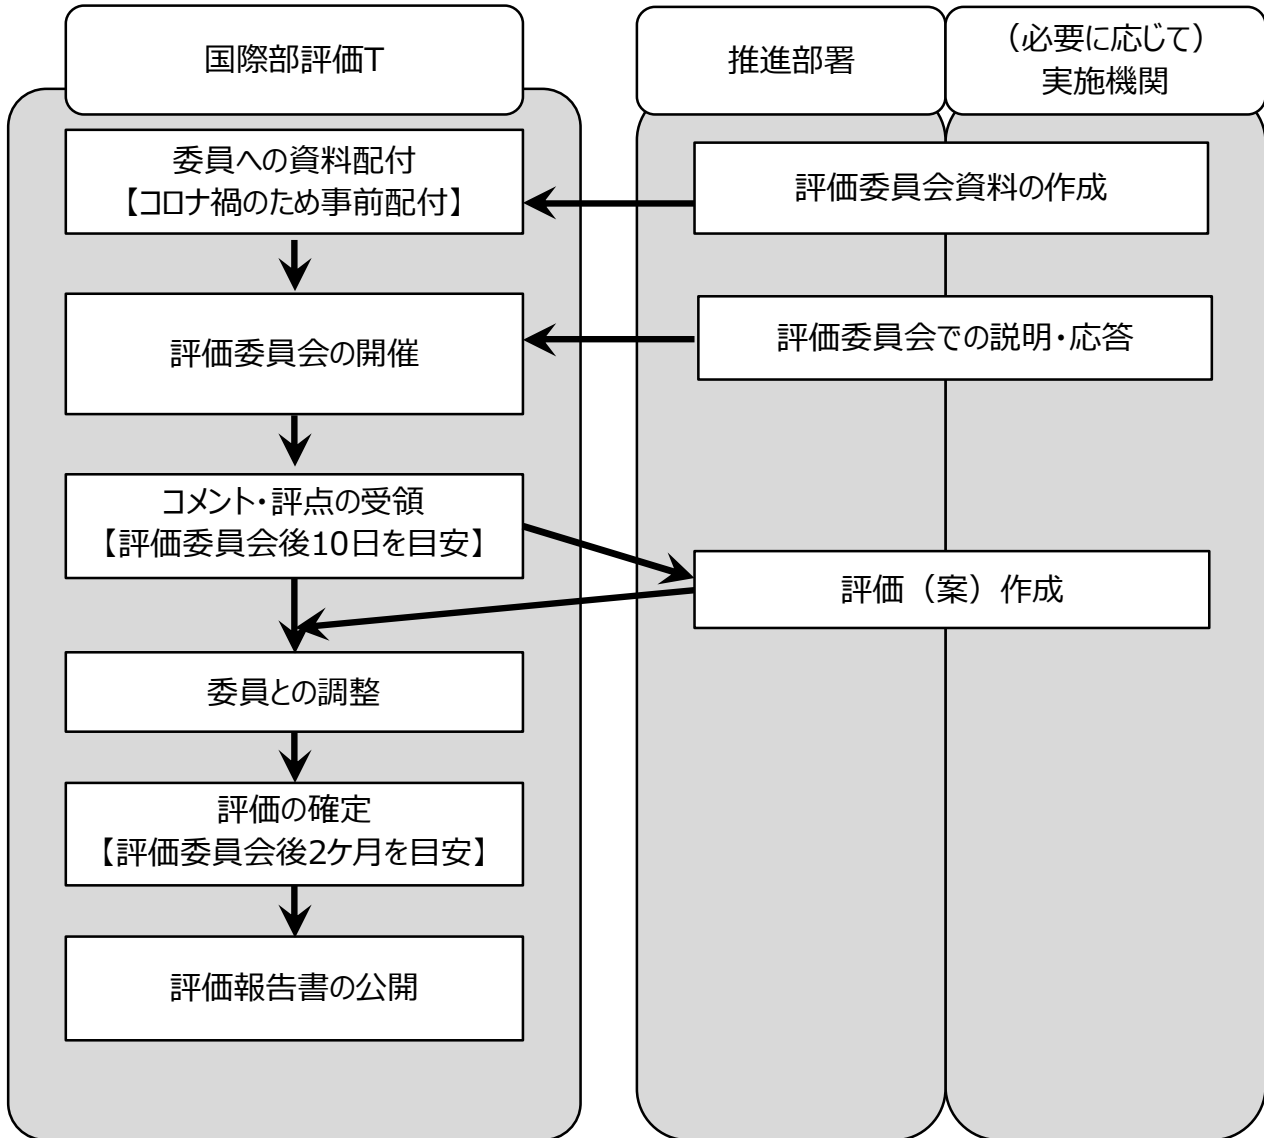 国際部評価T
推進部署
（必要に応じて）
実施機関
委員への資料配付
【コロナ禍のため事前配付】
評価委員会資料の作成
評価委員会の開催
評価委員会での説明・応答
コメント・評点の受領
【評価委員会後10日を目安】
評価（案）作成
委員との調整
評価の確定
【評価委員会後2ケ月を目安】
評価報告書の公開